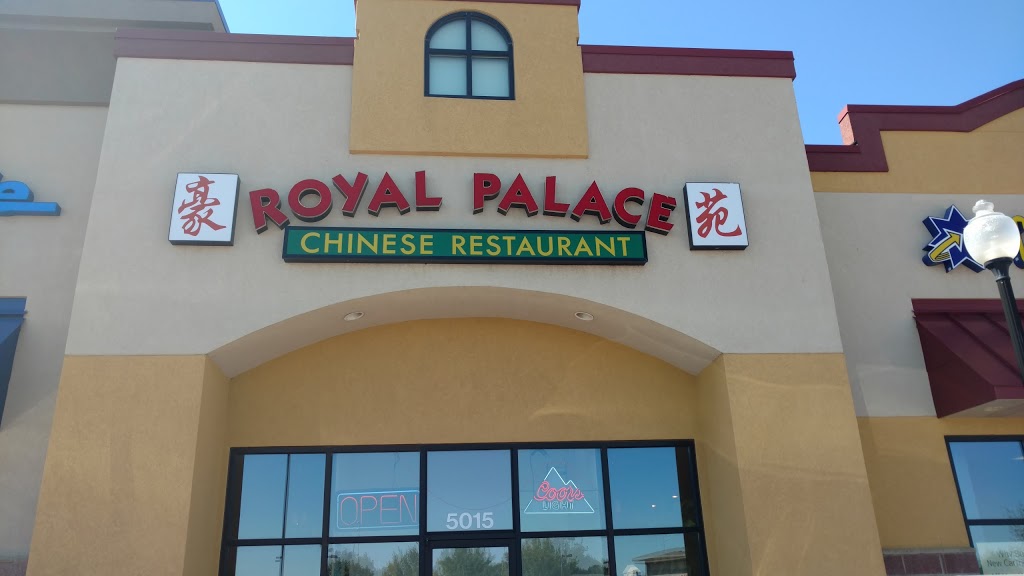 豪 ROYAL PALACE 苑
CHINESE RESTAURANT
OPEN
5015
Coors
LIGHT